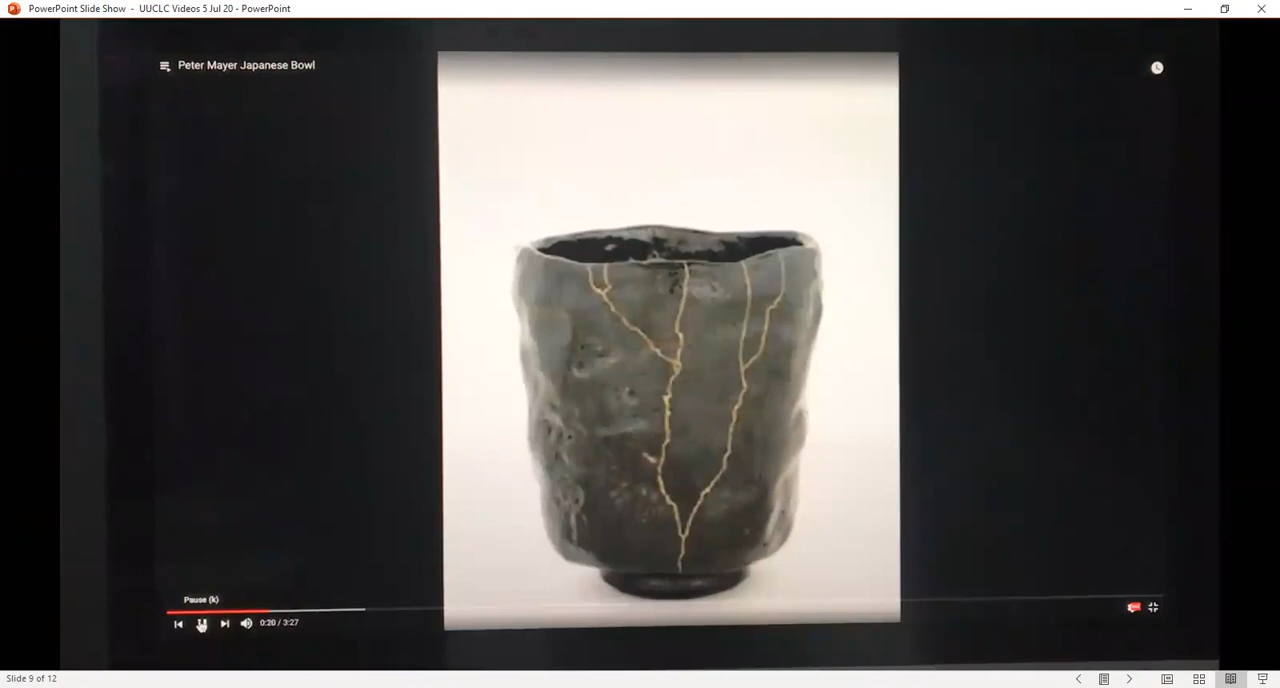 PowerPoint Slide Show - UUCLC Videos 5 Jul 20 - PowerPoint
Peter Mayer Japanese Bowl
Pause (k)
0:20 / 3:27
Slide 9 of 12